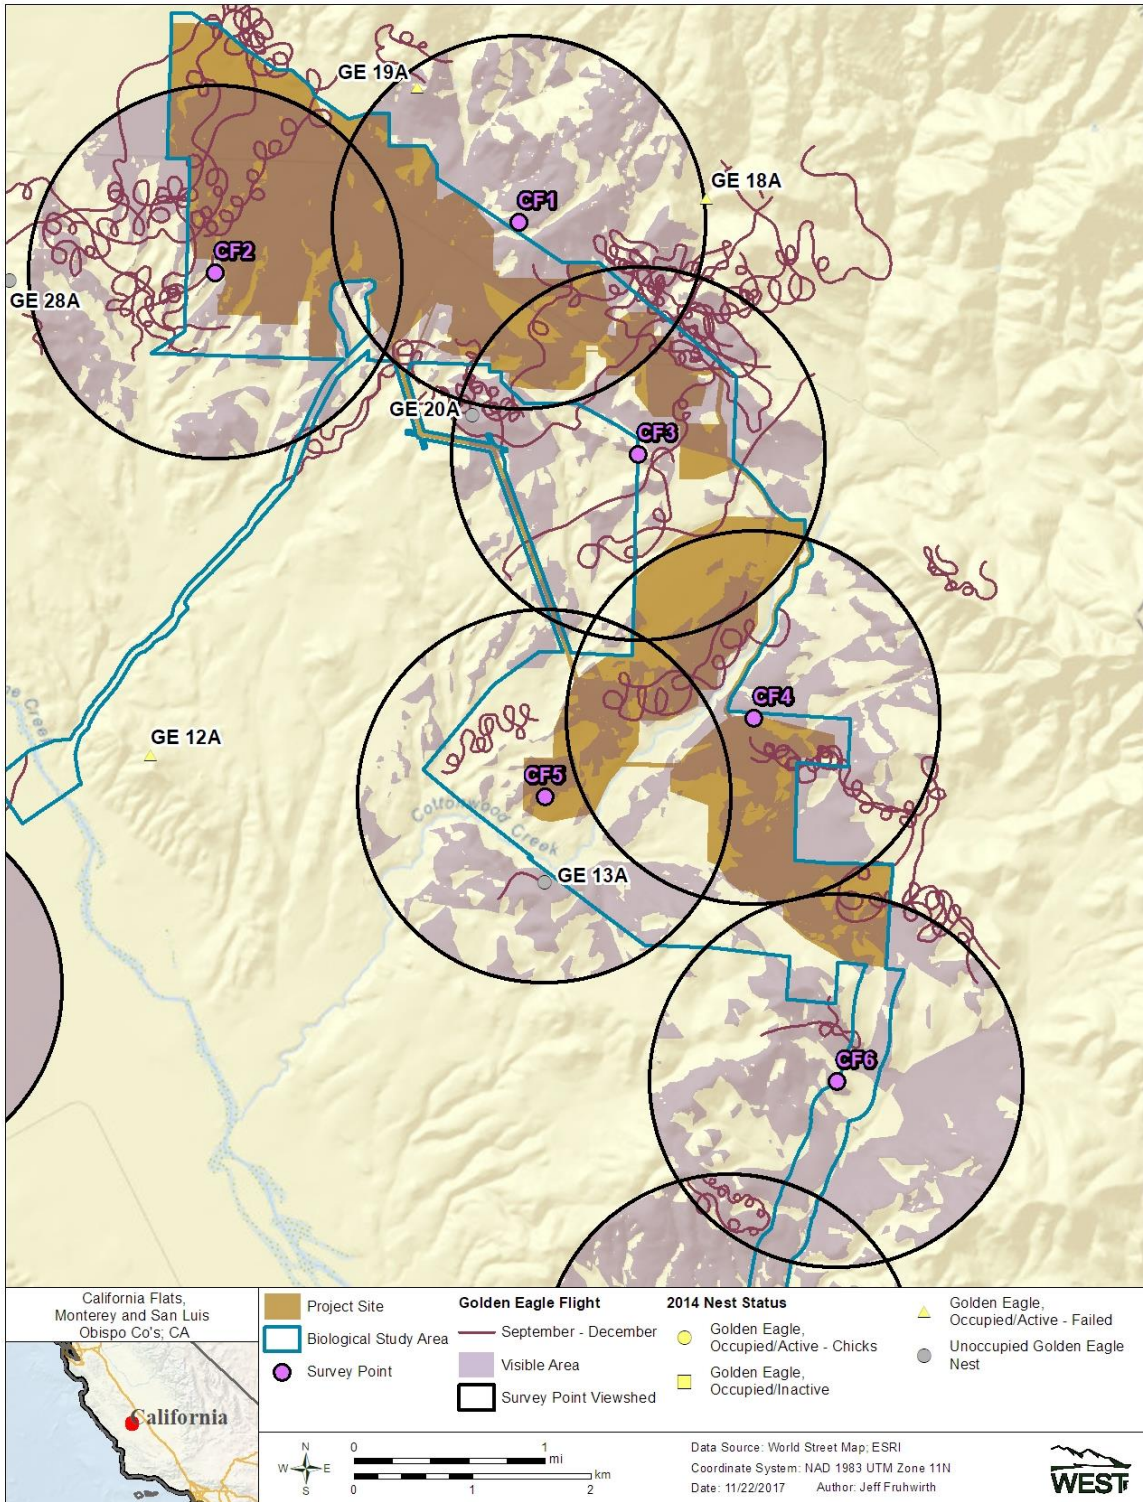 GE 19A
GE 18A
CF1
CF2
GE 28A
GE 20A
CF3
CF4
GE 12A
CF5
Cottonwood Creek
GE 13A
CF6
Creek
California Flats,
Monterey and San Luis
Obispo Co's; CA
California
Project Site
Biological Study Area
Survey Point
Golden Eagle Flight
September - December
Visible Area
Survey Point Viewshed
2014 Nest Status
Golden Eagle,
Occupied/Active - Chicks
Golden Eagle,
Occupied/Inactive
Golden Eagle,
Occupied/Active - Failed
Unoccupied Golden Eagle
Nest
N
W
E
S
0
1
mi
km
0
1
2
Data Source: World Street Map; ESRI
Coordinate System: NAD 1983 UTM Zone 11N
Date: 11/22/2017 Author: Jeff Fruhwirth
WEST